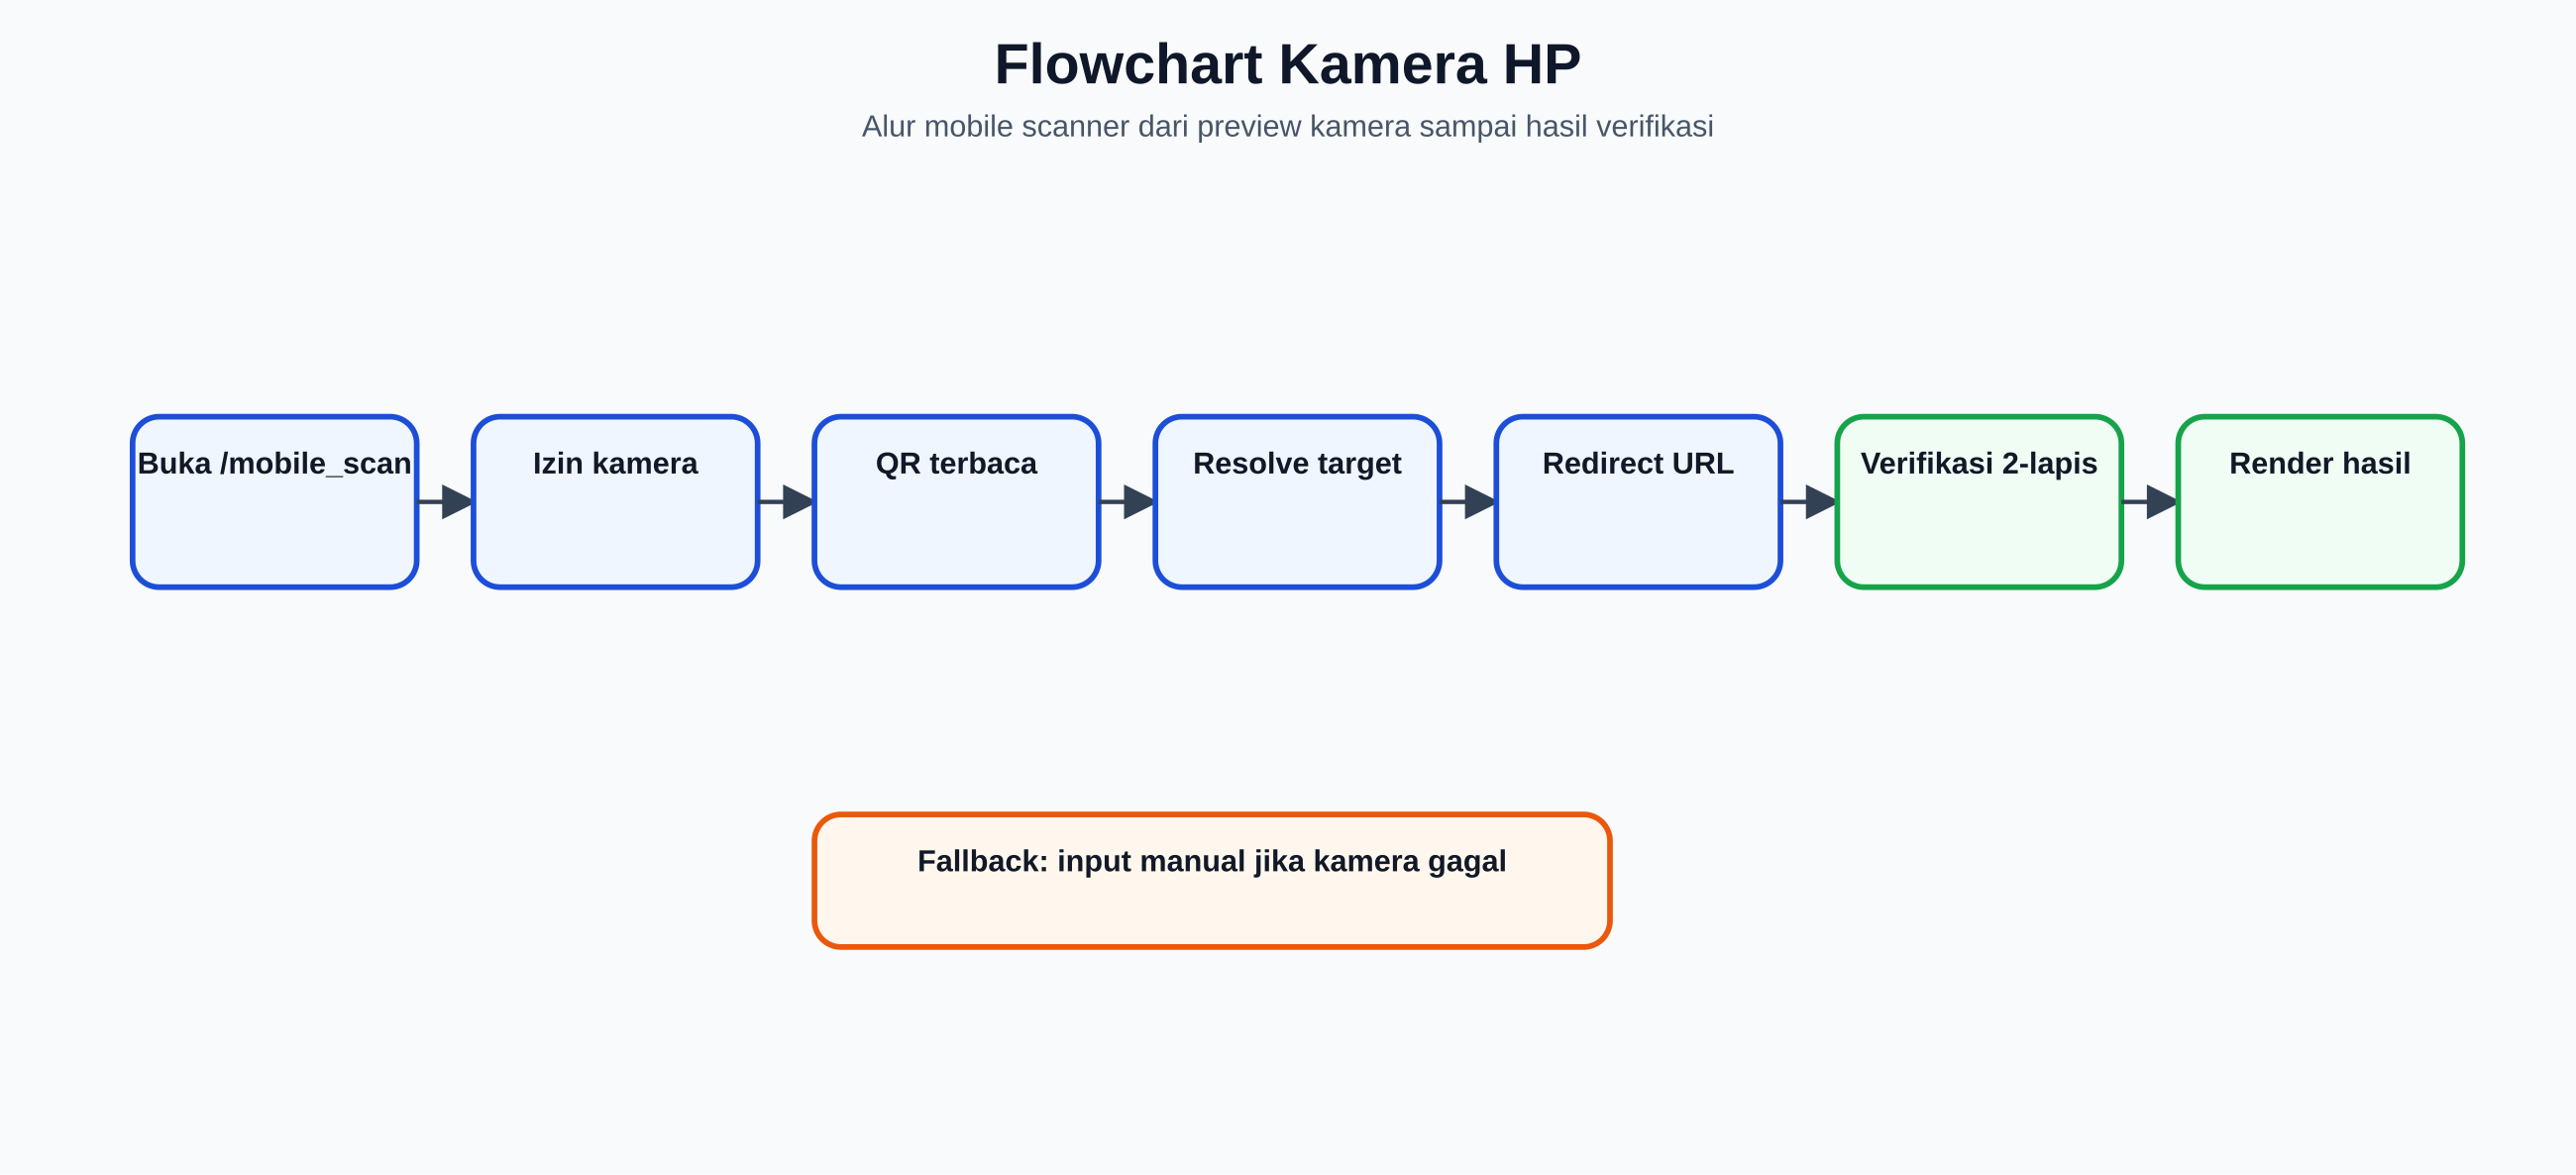 Flowchart Kamera HP
Alur mobile scanner dari preview kamera sampai hasil verifikasi
Buka /mobile_scan
Izin kamera
QR terbaca
Resolve target
Redirect URL
Verifikasi 2-lapis
Render hasil
Fallback: input manual jika kamera gagal